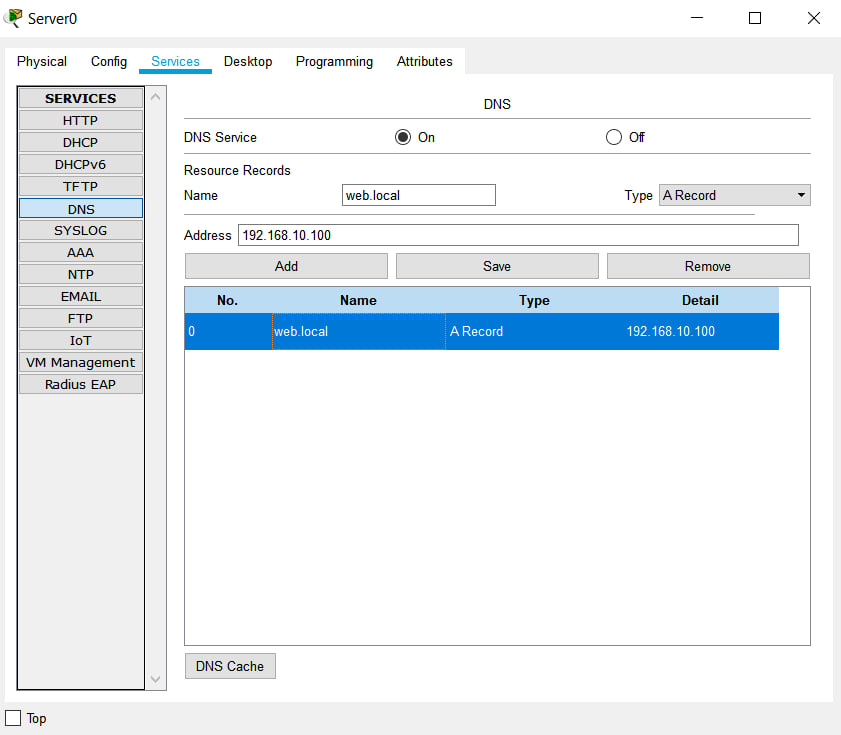 Server0
Physical Config Services Desktop Programming Attributes
SERVICES
HTTP
DHCP
DHCPv6
TFTP
DNS
SYSLOG
AAA
NTP
EMAIL
FTP
IoT
VM Management
Radius EAP
DNS
DNS Service On Off
Resource Records
Name web.local Type A Record
Address 192.168.10.100
Add Save Remove
No. Name Type Detail
0 web.local A Record 192.168.10.100
DNS Cache
Top